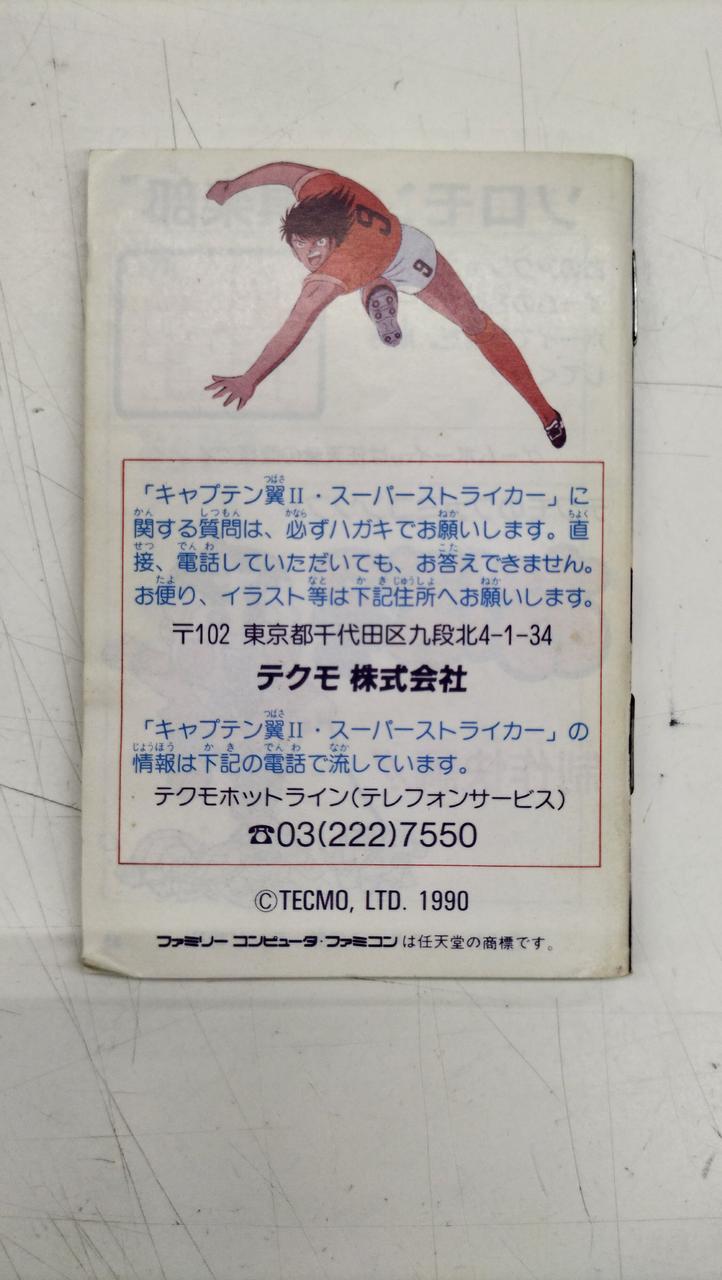 9
9
「キャプテン翼II・スーパーストライカー」に
関する質問は、必ずハガキでお願いします。直
接、電話していただいても、お答えできません。
お便り、イラスト等は下記住所へお願いします。
〒102 東京都千代田区九段北4-1-34
テクモ 株式会社
「キャプテン翼II・スーパーストライカー」の
情報は下記の電話で流しています。
テクモホットライン(テレフォンサービス)
☎03(222)7550
©TECMO, LTD. 1990
ファミリー コンピュータ・ファミコンは任天堂の商標です。